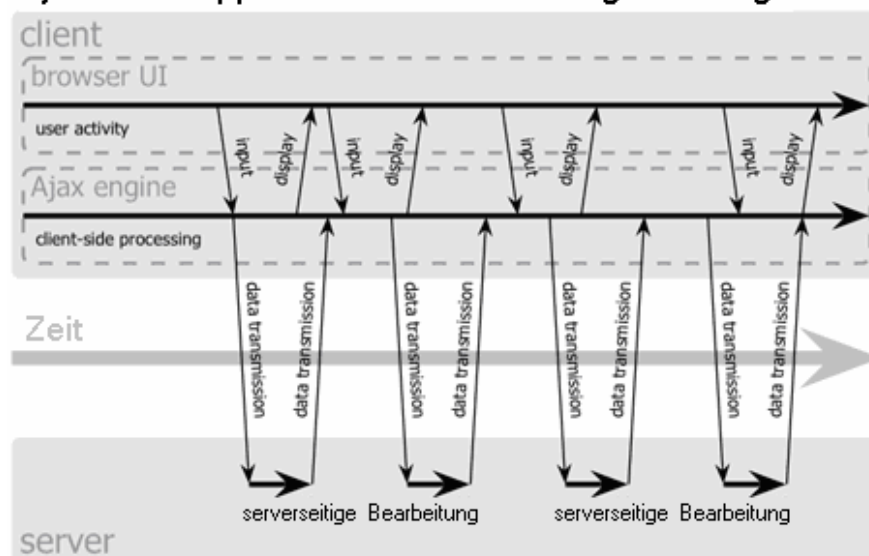 client
browser UI
user activity
input
display
input
display
input
display
input
display
Ajax engine
client-side processing
data transmission
data transmission
data transmission
data transmission
data transmission
data transmission
data transmission
data transmission
Zeit
serverseitige Bearbeitung serverseitige Bearbeitung
server